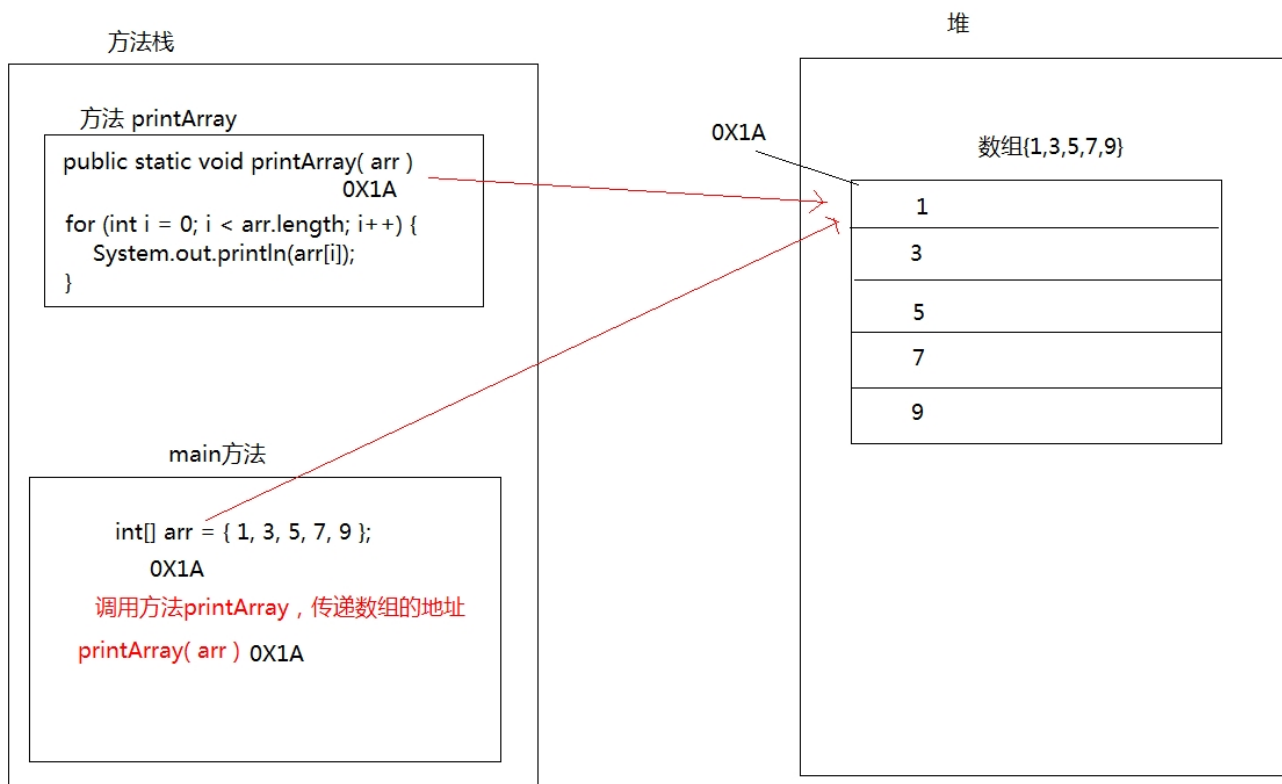 方法栈
方法 printArray
public static void printArray( arr )
0X1A
for (int i = 0; i < arr.length; i++) {
System.out.println(arr[i]);
}
main方法
int[] arr = { 1, 3, 5, 7, 9 };
0X1A
调用方法printArray，传递数组的地址
printArray( arr ) 0X1A
堆
0X1A
数组{1,3,5,7,9}
1
3
5
7
9